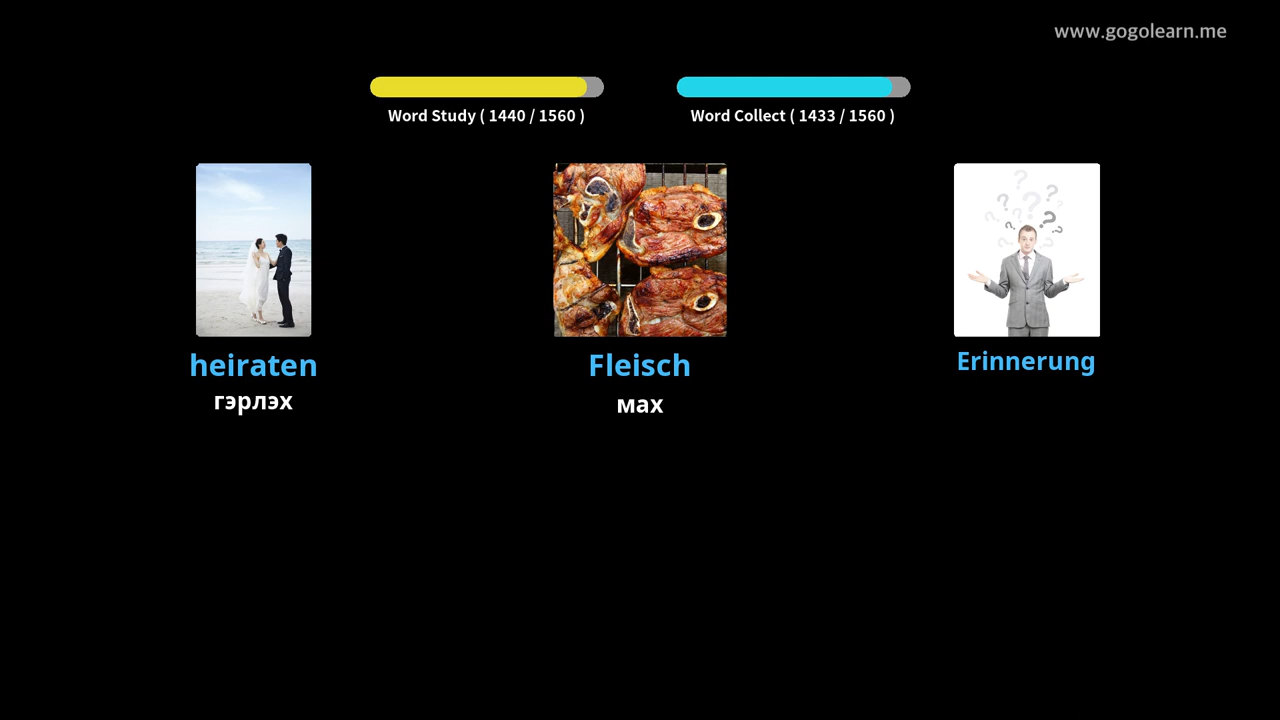 www.gogolearn.me
Word Study ( 1440 / 1560 )
Word Collect ( 1433 / 1560 )
heiraten
гэрлэх
Fleisch
мах
Erinnerung